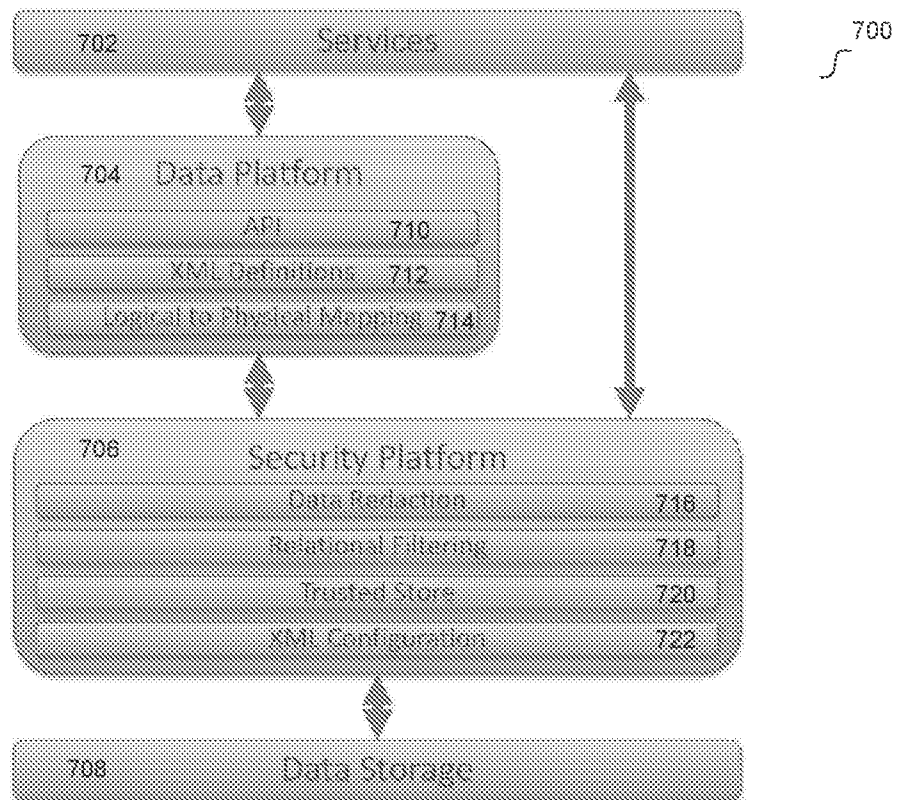 700
702 Services
704 Data Platform
API 710
XML Definitions 712
Logical to Physical Mapping 714
706 Security Platform
Data Redaction 716
Relational Filtering 718
Trusted Store 720
XML Configuration 722
708 Data Storage